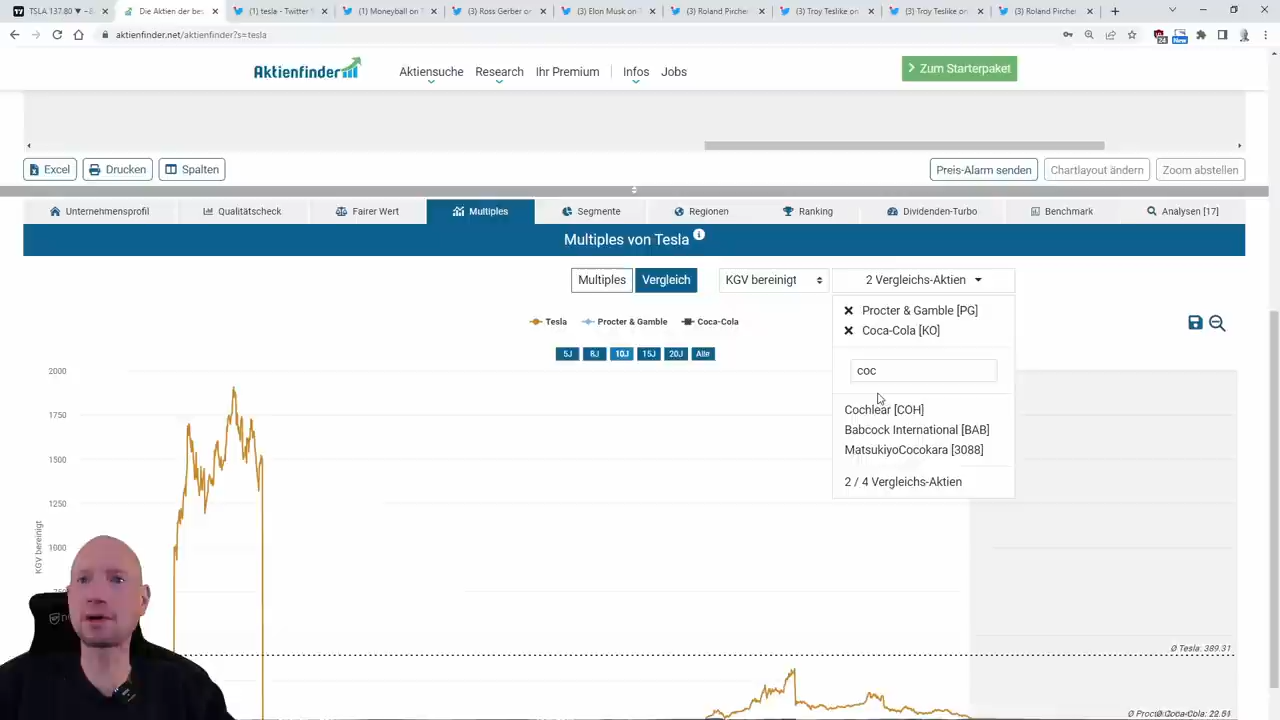 TSLA 137.80
Die Aktien der bes
(1) tesla - Twitter S
(1) Moneyball on T
(3) Ross Gerber on
(3) Elon Musk on T
(3) Roland Pircher
(3) Troy Teslike on
(3) Troy Teslike on
(3) Roland Pircher
aktienfinder.net/aktienfinder?s=tesla
24
New
Aktienfinder
Aktiensuche
Research
Ihr Premium
Infos
Jobs
Zum Starterpaket
Excel
Drucken
Spalten
Preis-Alarm senden
Chartlayout ändern
Zoom abstellen
Unternehmensprofil
Qualitätscheck
Fairer Wert
Multiples
Segmente
Regionen
Ranking
Dividenden-Turbo
Benchmark
Analysen [17]
Multiples von Tesla
Multiples
Vergleich
KGV bereinigt
2 Vergleichs-Aktien
Procter & Gamble [PG]
Coca-Cola [KO]
coc
Cochlear [COH]
Babcock International [BAB]
MatsukiyoCocokara [3088]
2 / 4 Vergleichs-Aktien
Tesla
Procter & Gamble
Coca-Cola
5J
8J
10J
15J
20J
Alle
2000
1750
1500
1250
1000
KGV bereinigt
Ø Tesla: 389.31